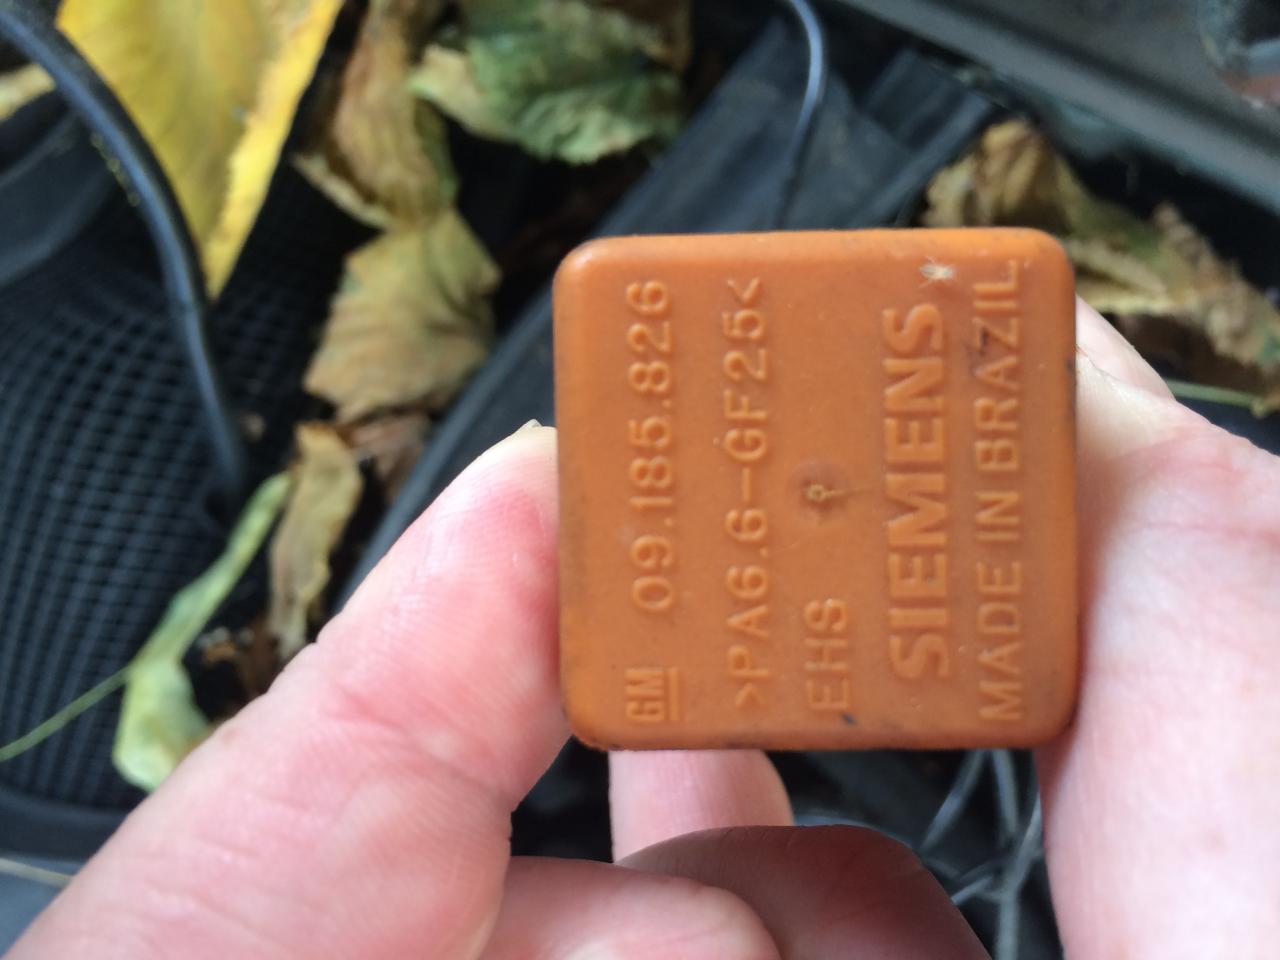 GM 09.185.826
>PA6.6-GF25<
EHS
SIEMENS
MADE IN BRAZIL